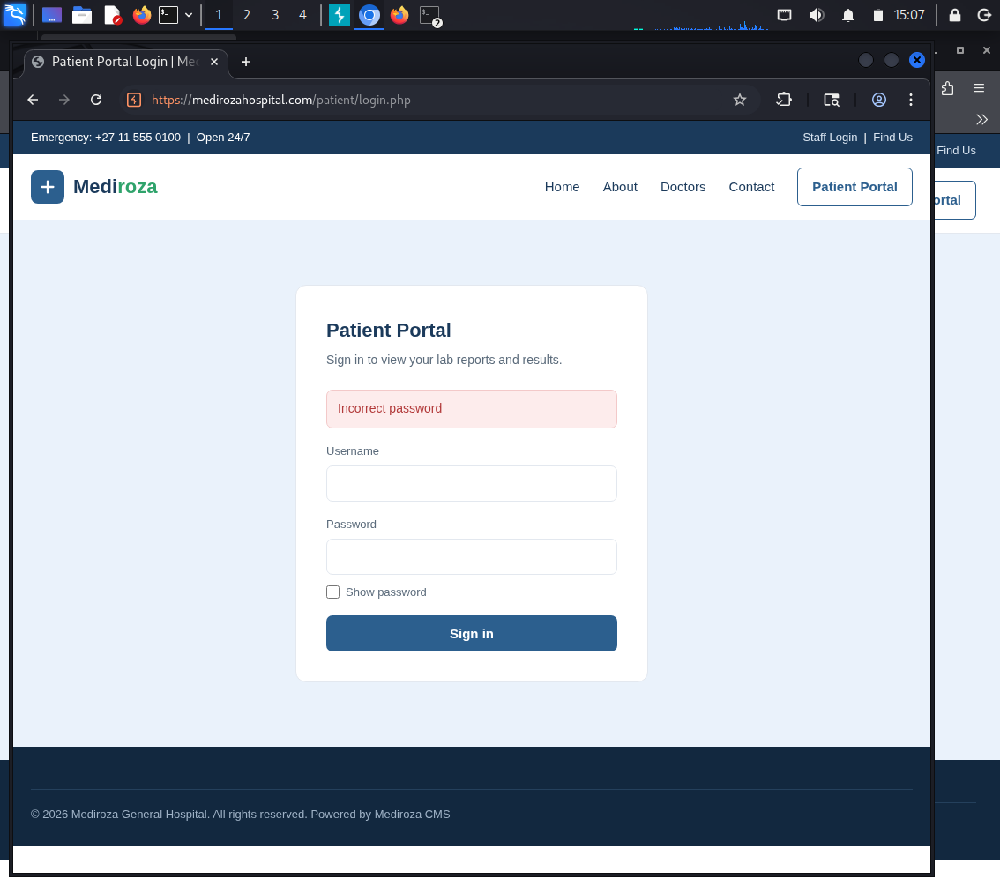 1 2 3 4 2 15:07
Patient Portal Login | Med
https://medirozahospital.com/patient/login.php
Emergency: +27 11 555 0100 | Open 24/7 Staff Login | Find Us
Find Us
Mediroza Home About Doctors Contact Patient Portal
ortal
Patient Portal
Sign in to view your lab reports and results.
Incorrect password
Username
Password
Show password
Sign in
© 2026 Mediroza General Hospital. All rights reserved. Powered by Mediroza CMS